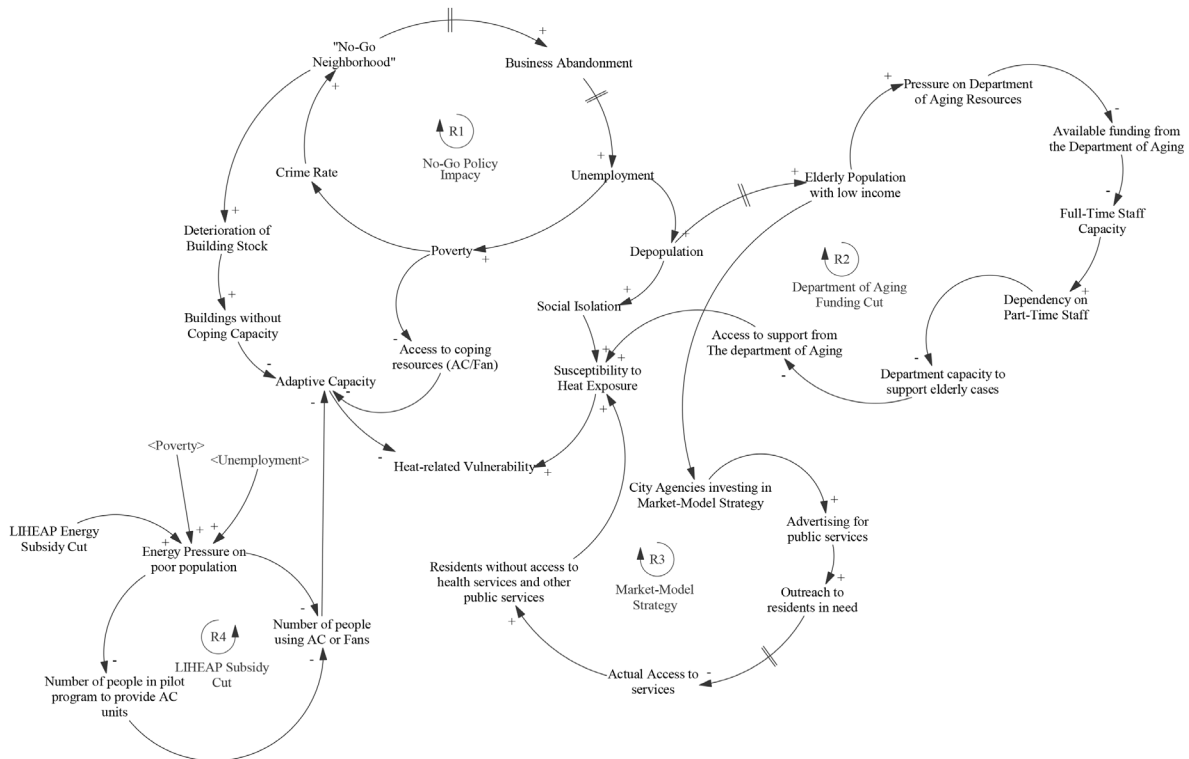 "No-Go
Neighborhood"
Business Abandonment
R1
No-Go Policy
Impacy
Crime Rate
Unemployment
Deterioration of
Building Stock
Poverty
Depopulation
Buildings without
Coping Capacity
Social Isolation
Adaptive Capacity
Access to coping
resources (AC/Fan)
Susceptibility to
Heat Exposure
Heat-related Vulnerability
Pressure on Department
of Aging Resources
Available funding from
the Department of Aging
Elderly Population
with low income
Full-Time Staff
Capacity
R2
Department of Aging
Funding Cut
Dependency on
Part-Time Staff
Access to support from
The department of Aging
Department capacity to
support elderly cases
<Poverty>
<Unemployment>
LIHEAP Energy
Subsidy Cut
Energy Pressure on
poor population
R4
LIHEAP Subsidy
Cut
Number of people
using AC or Fans
Number of people in pilot
program to provide AC
units
City Agencies investing in
Market-Model Strategy
Advertising for
public services
R3
Market-Model
Strategy
Outreach to
residents in need
Residents without access to
health services and other
public services
Actual Access to
services